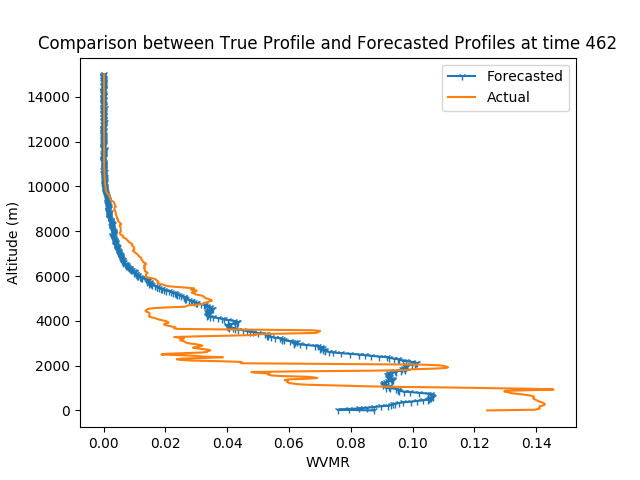 Comparison between True Profile and Forecasted Profiles at time 462
Forecasted
Actual
14000
12000
10000
8000
6000
4000
2000
0
Altitude (m)
0.00 0.02 0.04 0.06 0.08 0.10 0.12 0.14
WVMR